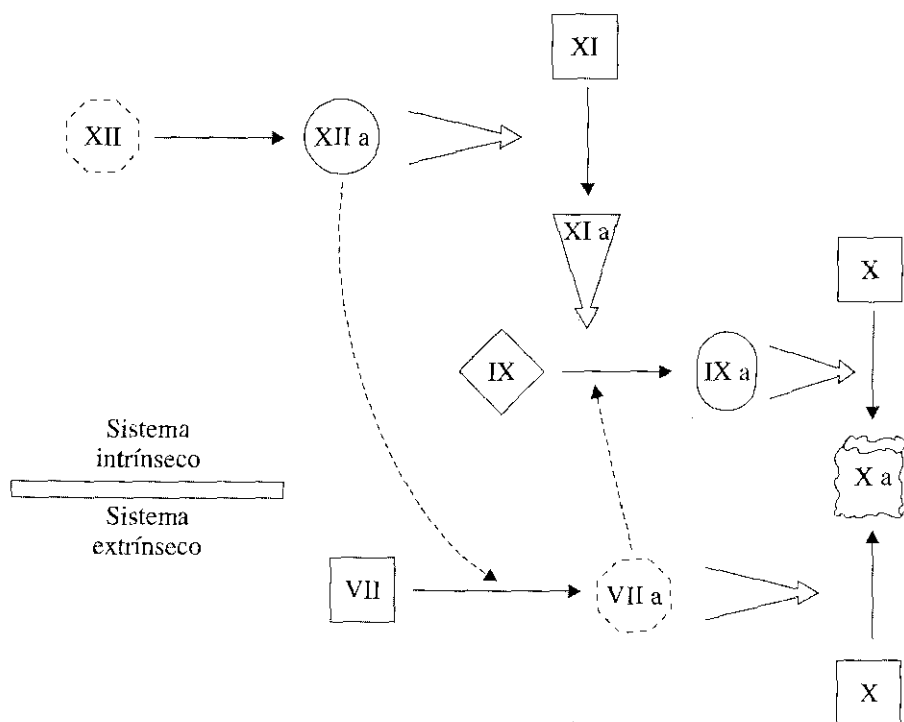 XI
XII
XII a
XI a
X
IX
IX a
Sistema
intrínseco
X a
Sistema
extrínseco
VII
VII a
X